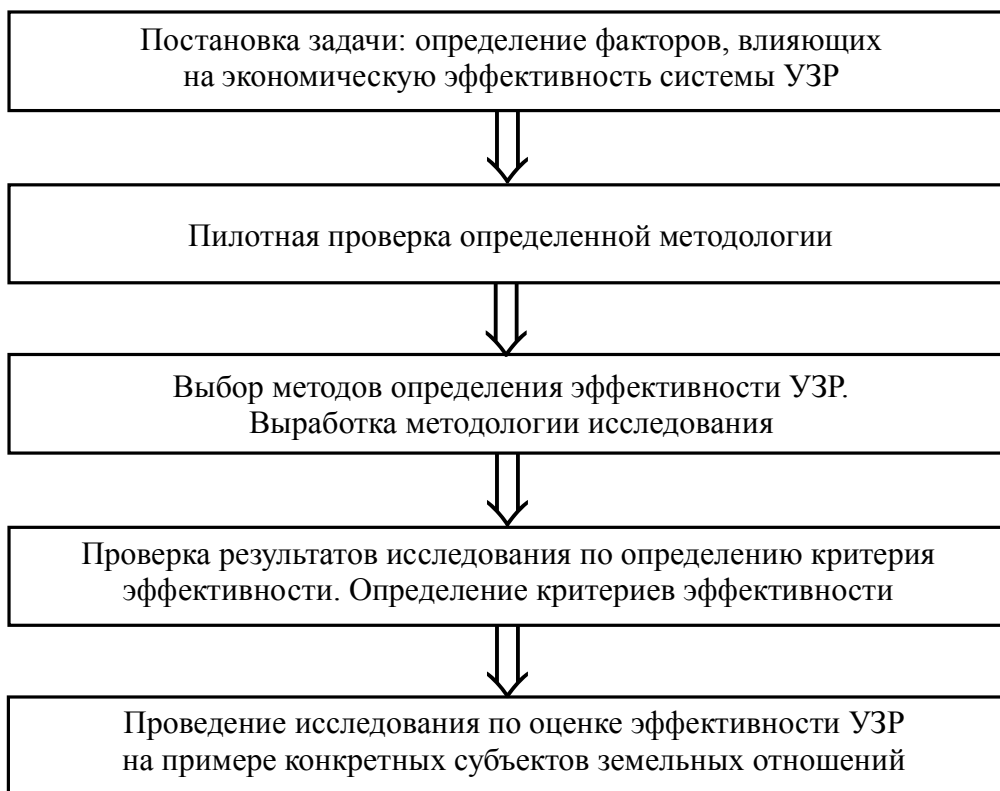 Постановка задачи: определение факторов, влияющих
на экономическую эффективность системы УЗР
Пилотная проверка определенной методологии
Выбор методов определения эффективности УЗР.
Выработка методологии исследования
Проверка результатов исследования по определению критерия
эффективности. Определение критериев эффективности
Проведение исследования по оценке эффективности УЗР
на примере конкретных субъектов земельных отношений